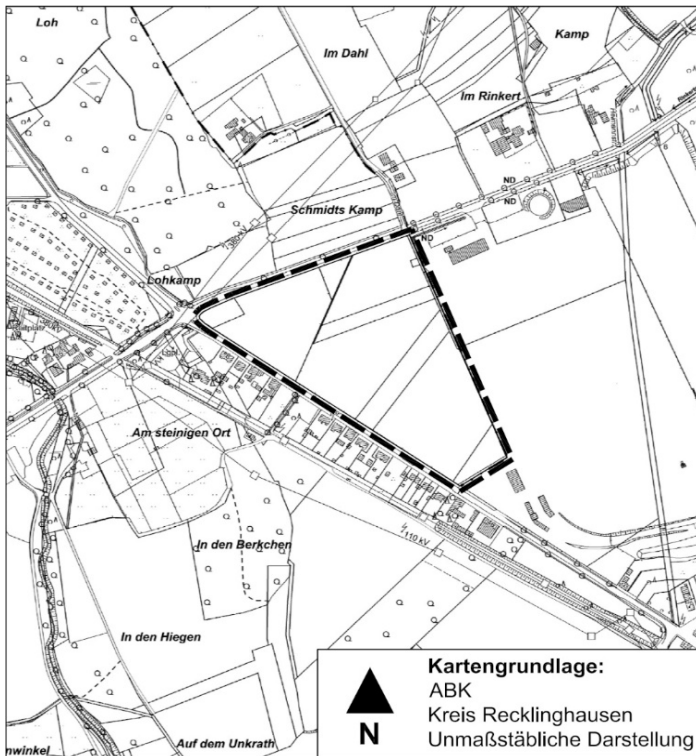 Loh
Kamp
Im Dahl
Im Rinkert
ND
ND
Schmidts Kamp
ND
Lohkamp
Am steinigen Ort
In den Berkchen
110 kV
In den Hiegen
nwinkel
Auf dem Unkrath
Kartengrundlage:
ABK
Kreis Recklinghausen
Unmaßstäbliche Darstellung
N